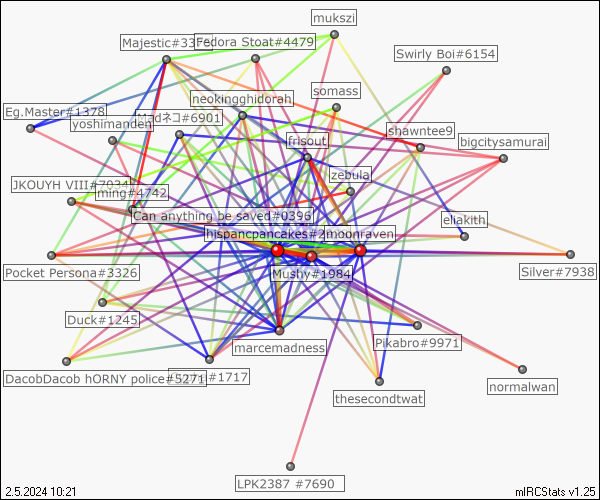 mukszi
Majestic#33
Fedora Stoat#4479
Swirly Boi#6154
neokingghidorah
somass
Eg.Master#1378
yoshimanden
Madネコ#6901
shawntee9
frisout
bigcitysamurai
zebula
JKOUYH VIII#7024
ming#4742
Can anything be saved#0396
eliakith
hispancpancakes#2
moonraven
Pocket Persona#3326
Mushy#1984
Silver#7938
Duck#1245
marcemadness
Pikabro#9971
DacobDacob hORNY police#5271
#1717
normalwan
thesecondtwat
LPK2387 #7690
2.5.2024 10:21
mIRCStats v1.25